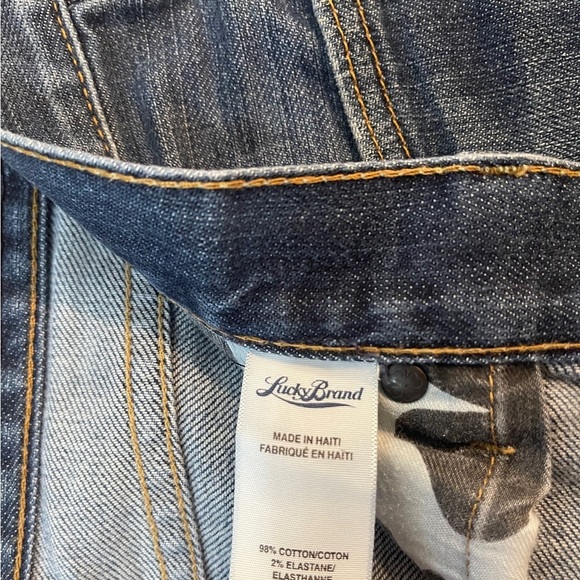 Lucky Brand
MADE IN HAITI
FABRIQUÉ EN HAÏTI
98% COTTON/COTON
2% ELASTANE/
ELASTHANNE